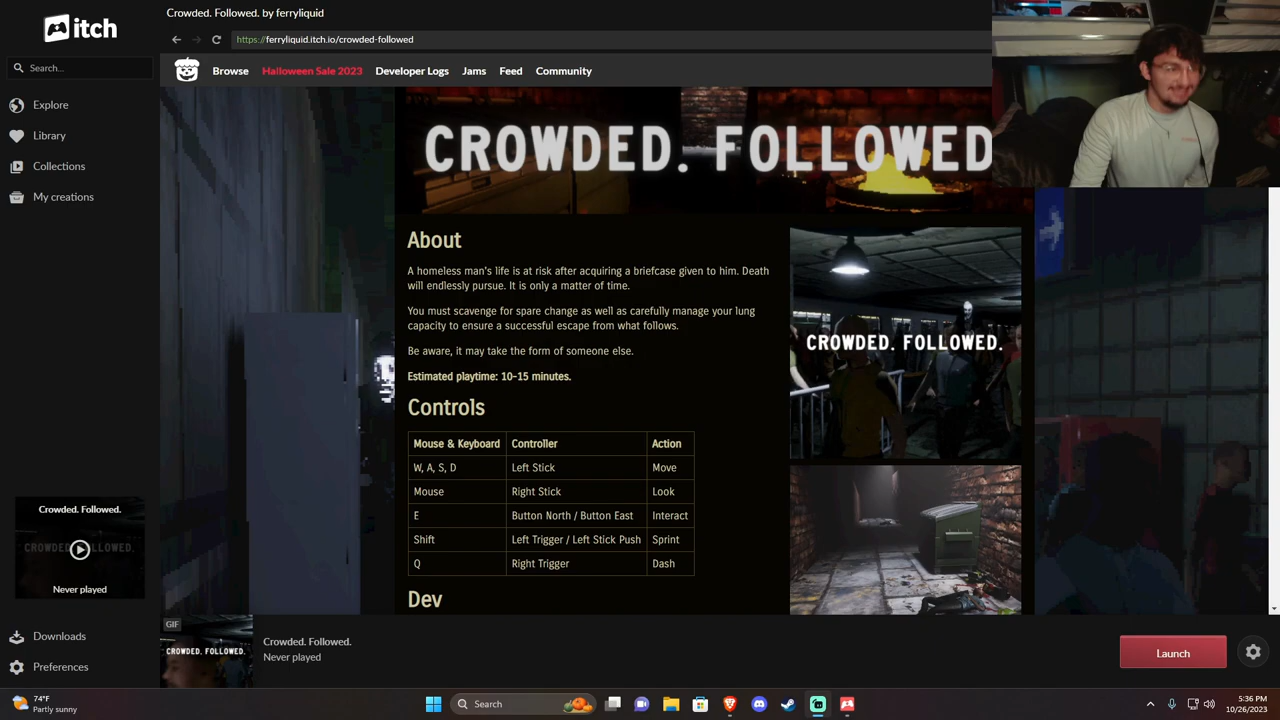 itch
Search...
Explore
Library
Collections
My creations
Crowded. Followed.
CROWDED. FOLLOWED.
Never played
Downloads
Preferences
Crowded. Followed. by ferryliquid
https://ferryliquid.itch.io/crowded-followed
Browse
Halloween Sale 2023
Developer Logs
Jams
Feed
Community
CROWDED. FOLLOWED
About
A homeless man's life is at risk after acquiring a briefcase given to him. Death
will endlessly pursue. It is only a matter of time.
You must scavenge for spare change as well as carefully manage your lung
capacity to ensure a successful escape from what follows.
Be aware, it may take the form of someone else.
Estimated playtime: 10-15 minutes.
Controls
Mouse & Keyboard Controller Action
W, A, S, D Left Stick Move
Mouse Right Stick Look
E Button North / Button East Interact
Shift Left Trigger / Left Stick Push Sprint
Q Right Trigger Dash
Dev
CROWDED. FOLLOWED.
GIF
CROWDED. FOLLOWED.
Crowded. Followed.
Never played
Launch
74°F
Partly sunny
Search
5:36 PM
10/26/2023